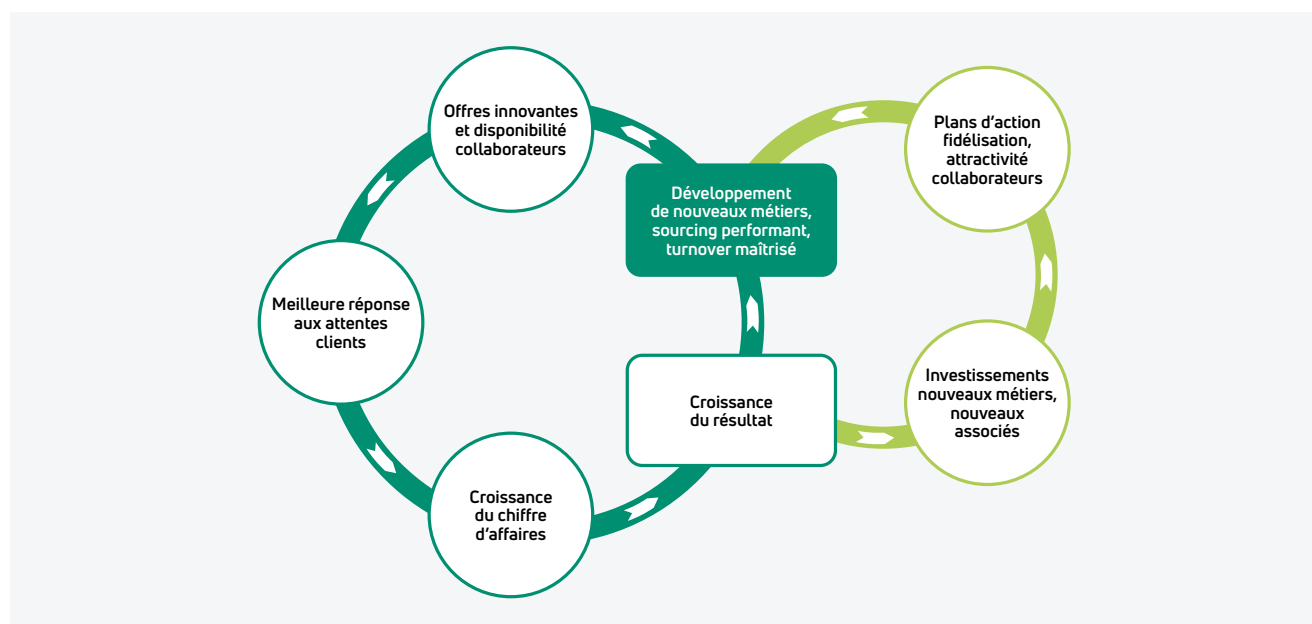 Offres innovantes
et disponibilité
collaborateurs
Plans d’action
fidélisation,
attractivité
collaborateurs
Développement
de nouveaux métiers,
sourcing performant,
turnover maîtrisé
Meilleure réponse
aux attentes
clients
Croissance
du résultat
Investissements
nouveaux métiers,
nouveaux
associés
Croissance
du chiffre
d’affaires